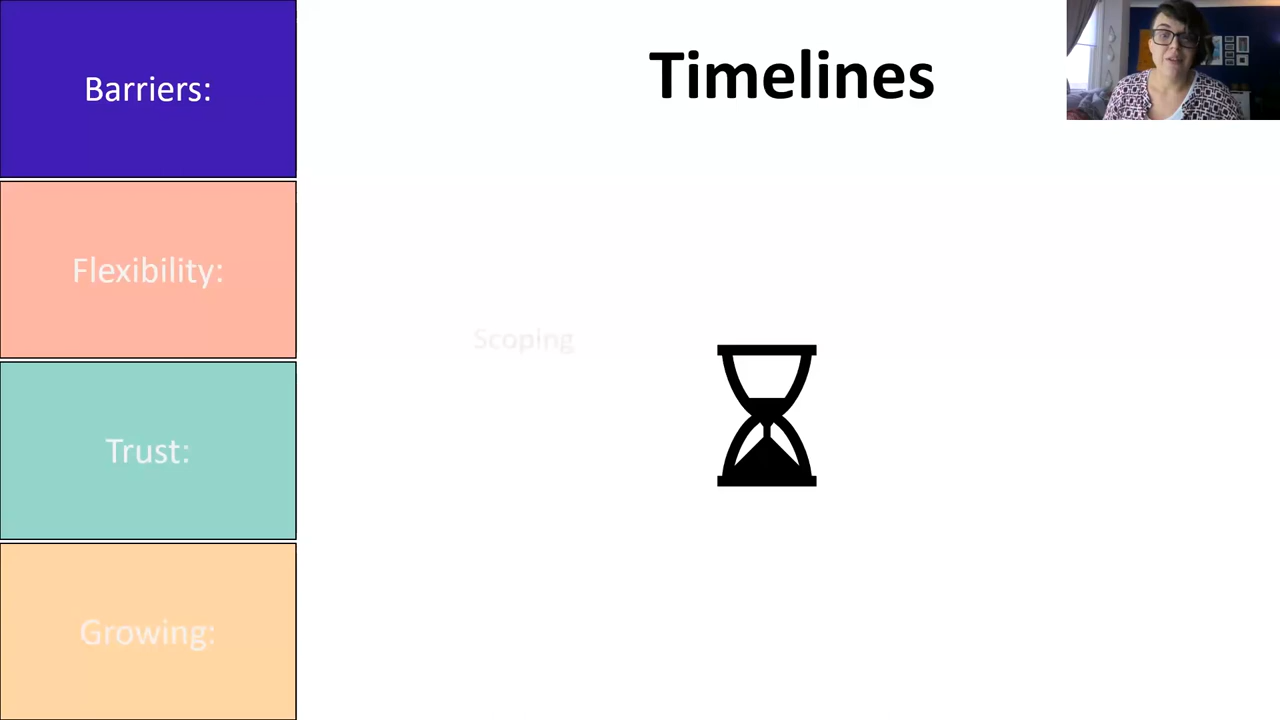 Barriers:
Timelines
Flexibility:
Scoping
Trust:
Growing: